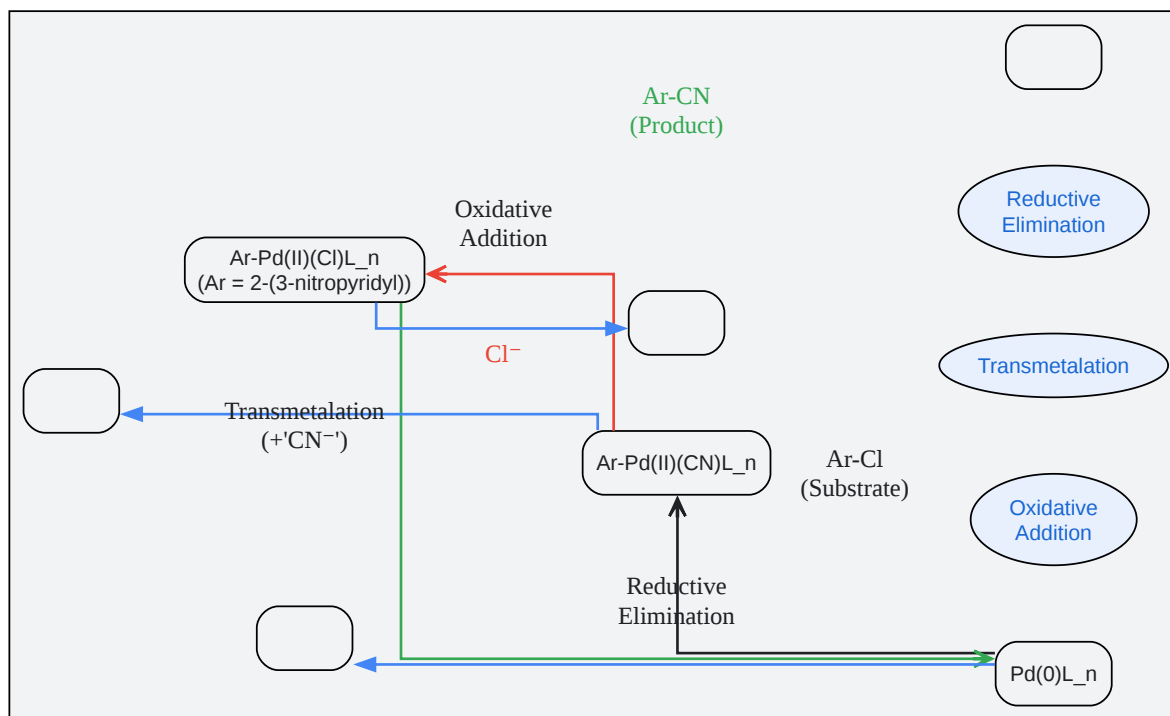 Ar-CN
(Product)
Reductive
Elimination
Oxidative
Addition
Ar-Pd(II)(Cl)L_n
(Ar = 2-(3-nitropyridyl))
Cl⁻
Transmetalation
Transmetalation
(+'CN⁻')
Ar-Pd(II)(CN)L_n
Ar-Cl
(Substrate)
Oxidative
Addition
Reductive
Elimination
Pd(0)L_n